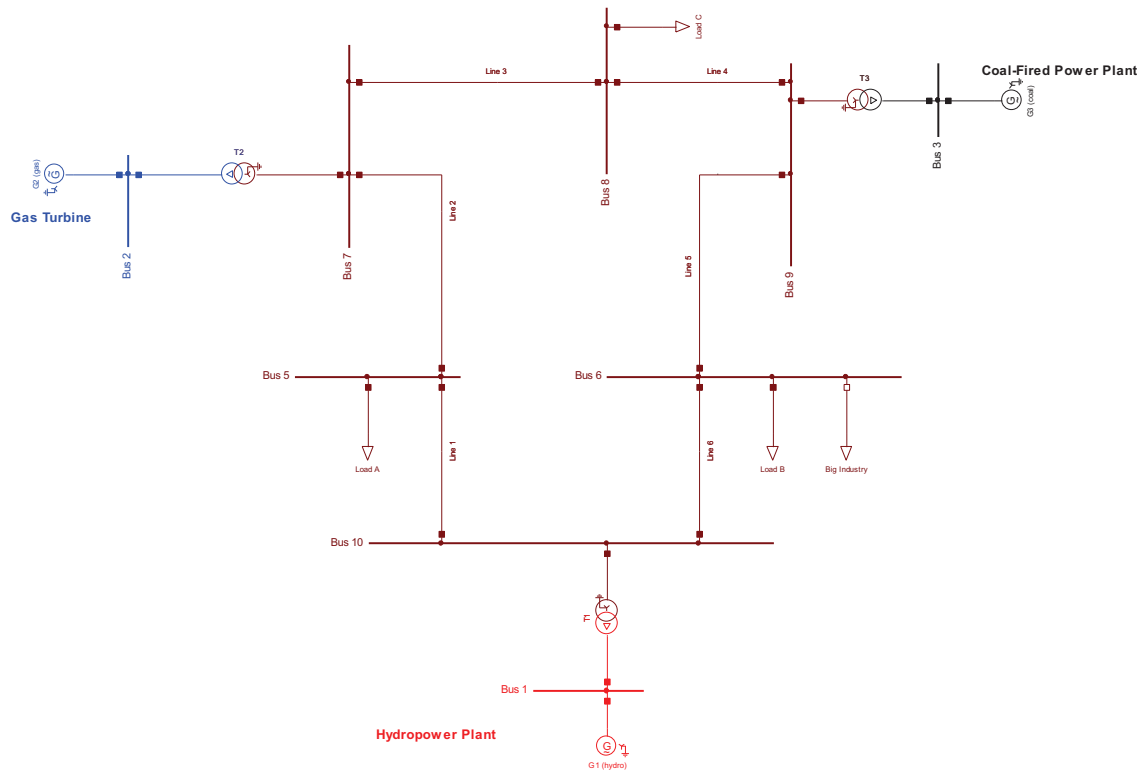 Load C
Line 3
Line 4
T3
Coal-Fired Power Plant
G~
G3 (coal)
T2
G~
G2 (gas)
Gas Turbine
Bus 3
Bus 8
Line 2
Bus 2
Bus 7
Line 5
Bus 9
Bus 5
Bus 6
Line 1
Line 6
Load A
Load B
Big Industry
Bus 10
T1
Bus 1
Hydropower Plant
G~
G1 (hydro)